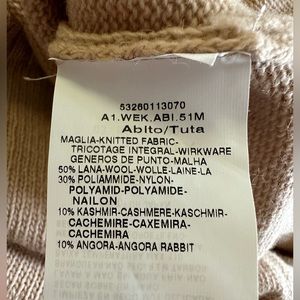 53260113070
A1.WEK.ABI.51M
Abito/Tuta
MAGLIA-KNITTED FABRIC-
TRICOTAGE INTEGRAL-WIRKWARE
GENEROS DE PUNTO-MALHA
50% LANA-WOOL-WOLLE-LAINE-LA
30% POLIAMMIDE-NYLON-
POLYAMID-POLYAMIDE-
NAILON
10% KASHMIR-CASHMERE-KASCHMIR-
CACHEMIRE-CAXEMIRA-
CACHEMIRA
10% ANGORA-ANGORA RABBIT